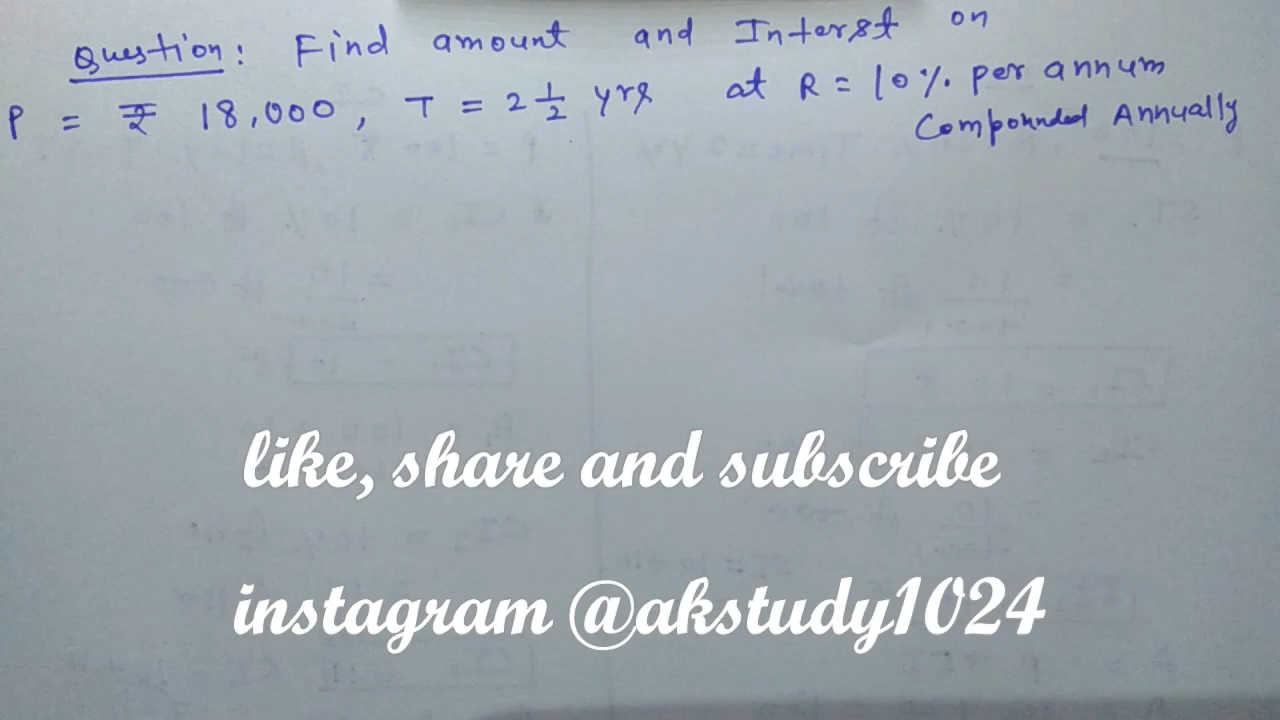 Question: Find amount and Interst on
P = ₹ 18,000, T = 2 1/2 yrs at R = 10% per annum
Compounded Annually
like, share and subscribe
instagram @akstudy1024